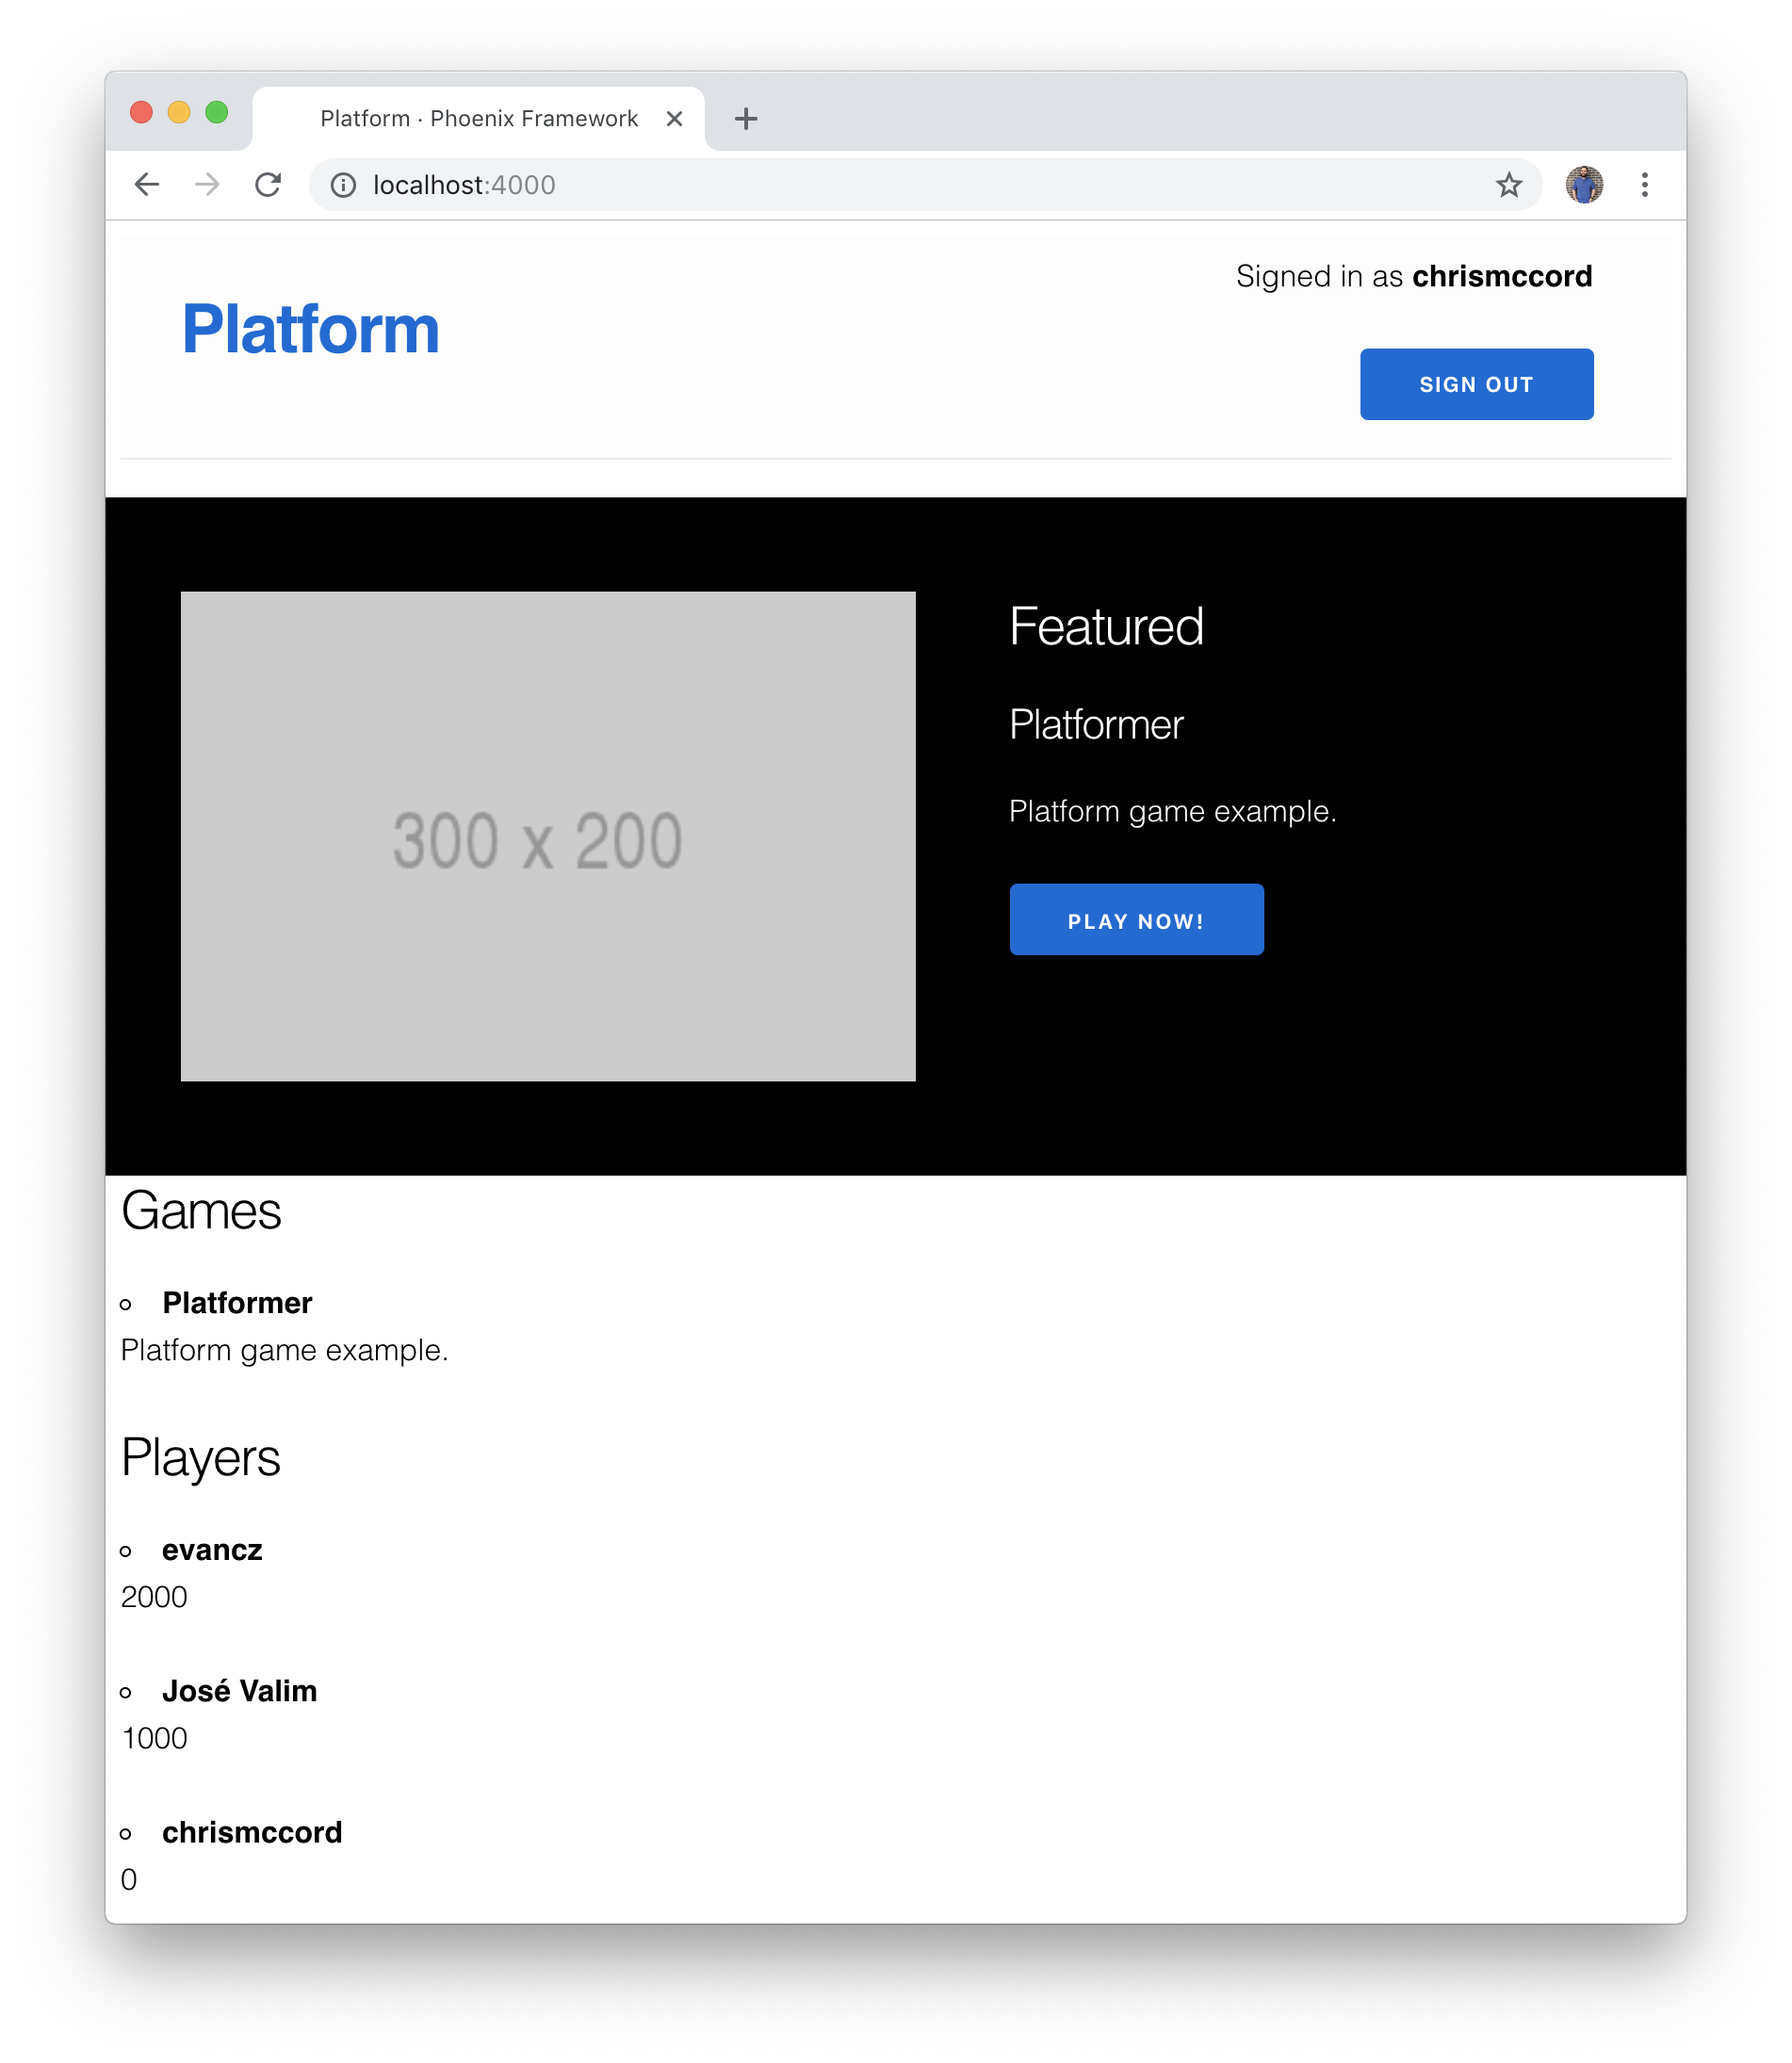 Platform · Phoenix Framework
localhost:4000
Signed in as chrismccord
Platform
SIGN OUT
300 x 200
Featured
Platformer
Platform game example.
PLAY NOW!
Games
Platformer
Platform game example.
Players
evancz
2000
José Valim
1000
chrismccord
0